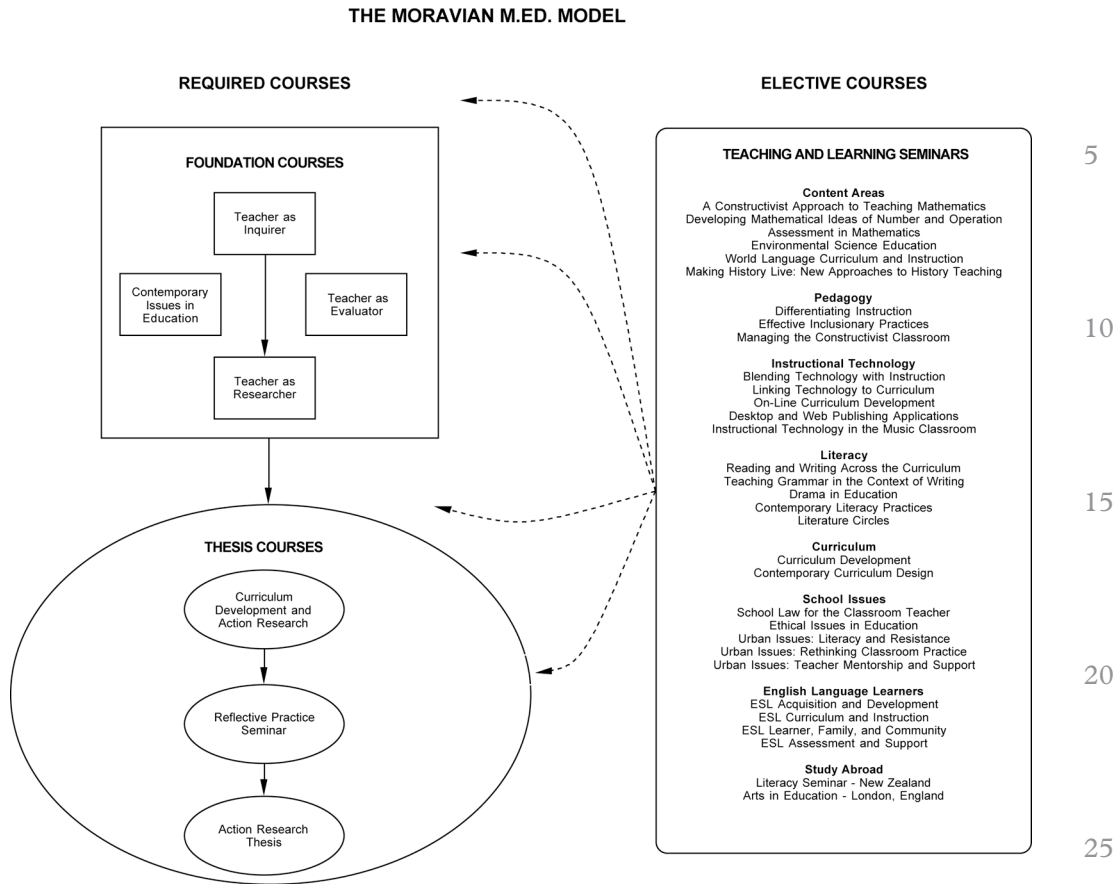 THE MORAVIAN M.ED. MODEL
REQUIRED COURSES
FOUNDATION COURSES
Teacher as
Inquirer
Contemporary
Issues in
Education
Teacher as
Evaluator
Teacher as
Researcher
THESIS COURSES
Curriculum
Development and
Action Research
Reflective Practice
Seminar
Action Research
Thesis
ELECTIVE COURSES
TEACHING AND LEARNING SEMINARS
Content Areas
A Constructivist Approach to Teaching Mathematics
Developing Mathematical Ideas of Number and Operation
Assessment in Mathematics
Environmental Science Education
World Language Curriculum and Instruction
Making History Live: New Approaches to History Teaching
Pedagogy
Differentiating Instruction
Effective Inclusionary Practices
Managing the Constructivist Classroom
Instructional Technology
Blending Technology with Instruction
Linking Technology to Curriculum
On-Line Curriculum Development
Desktop and Web Publishing Applications
Instructional Technology in the Music Classroom
Literacy
Reading and Writing Across the Curriculum
Teaching Grammar in the Context of Writing
Drama in Education
Contemporary Literacy Practices
Literature Circles
Curriculum
Curriculum Development
Contemporary Curriculum Design
School Issues
School Law for the Classroom Teacher
Ethical Issues in Education
Urban Issues: Literacy and Resistance
Urban Issues: Rethinking Classroom Practice
Urban Issues: Teacher Mentorship and Support
English Language Learners
ESL Acquisition and Development
ESL Curriculum and Instruction
ESL Learner, Family, and Community
ESL Assessment and Support
Study Abroad
Literacy Seminar - New Zealand
Arts in Education - London, England
5
10
15
20
25